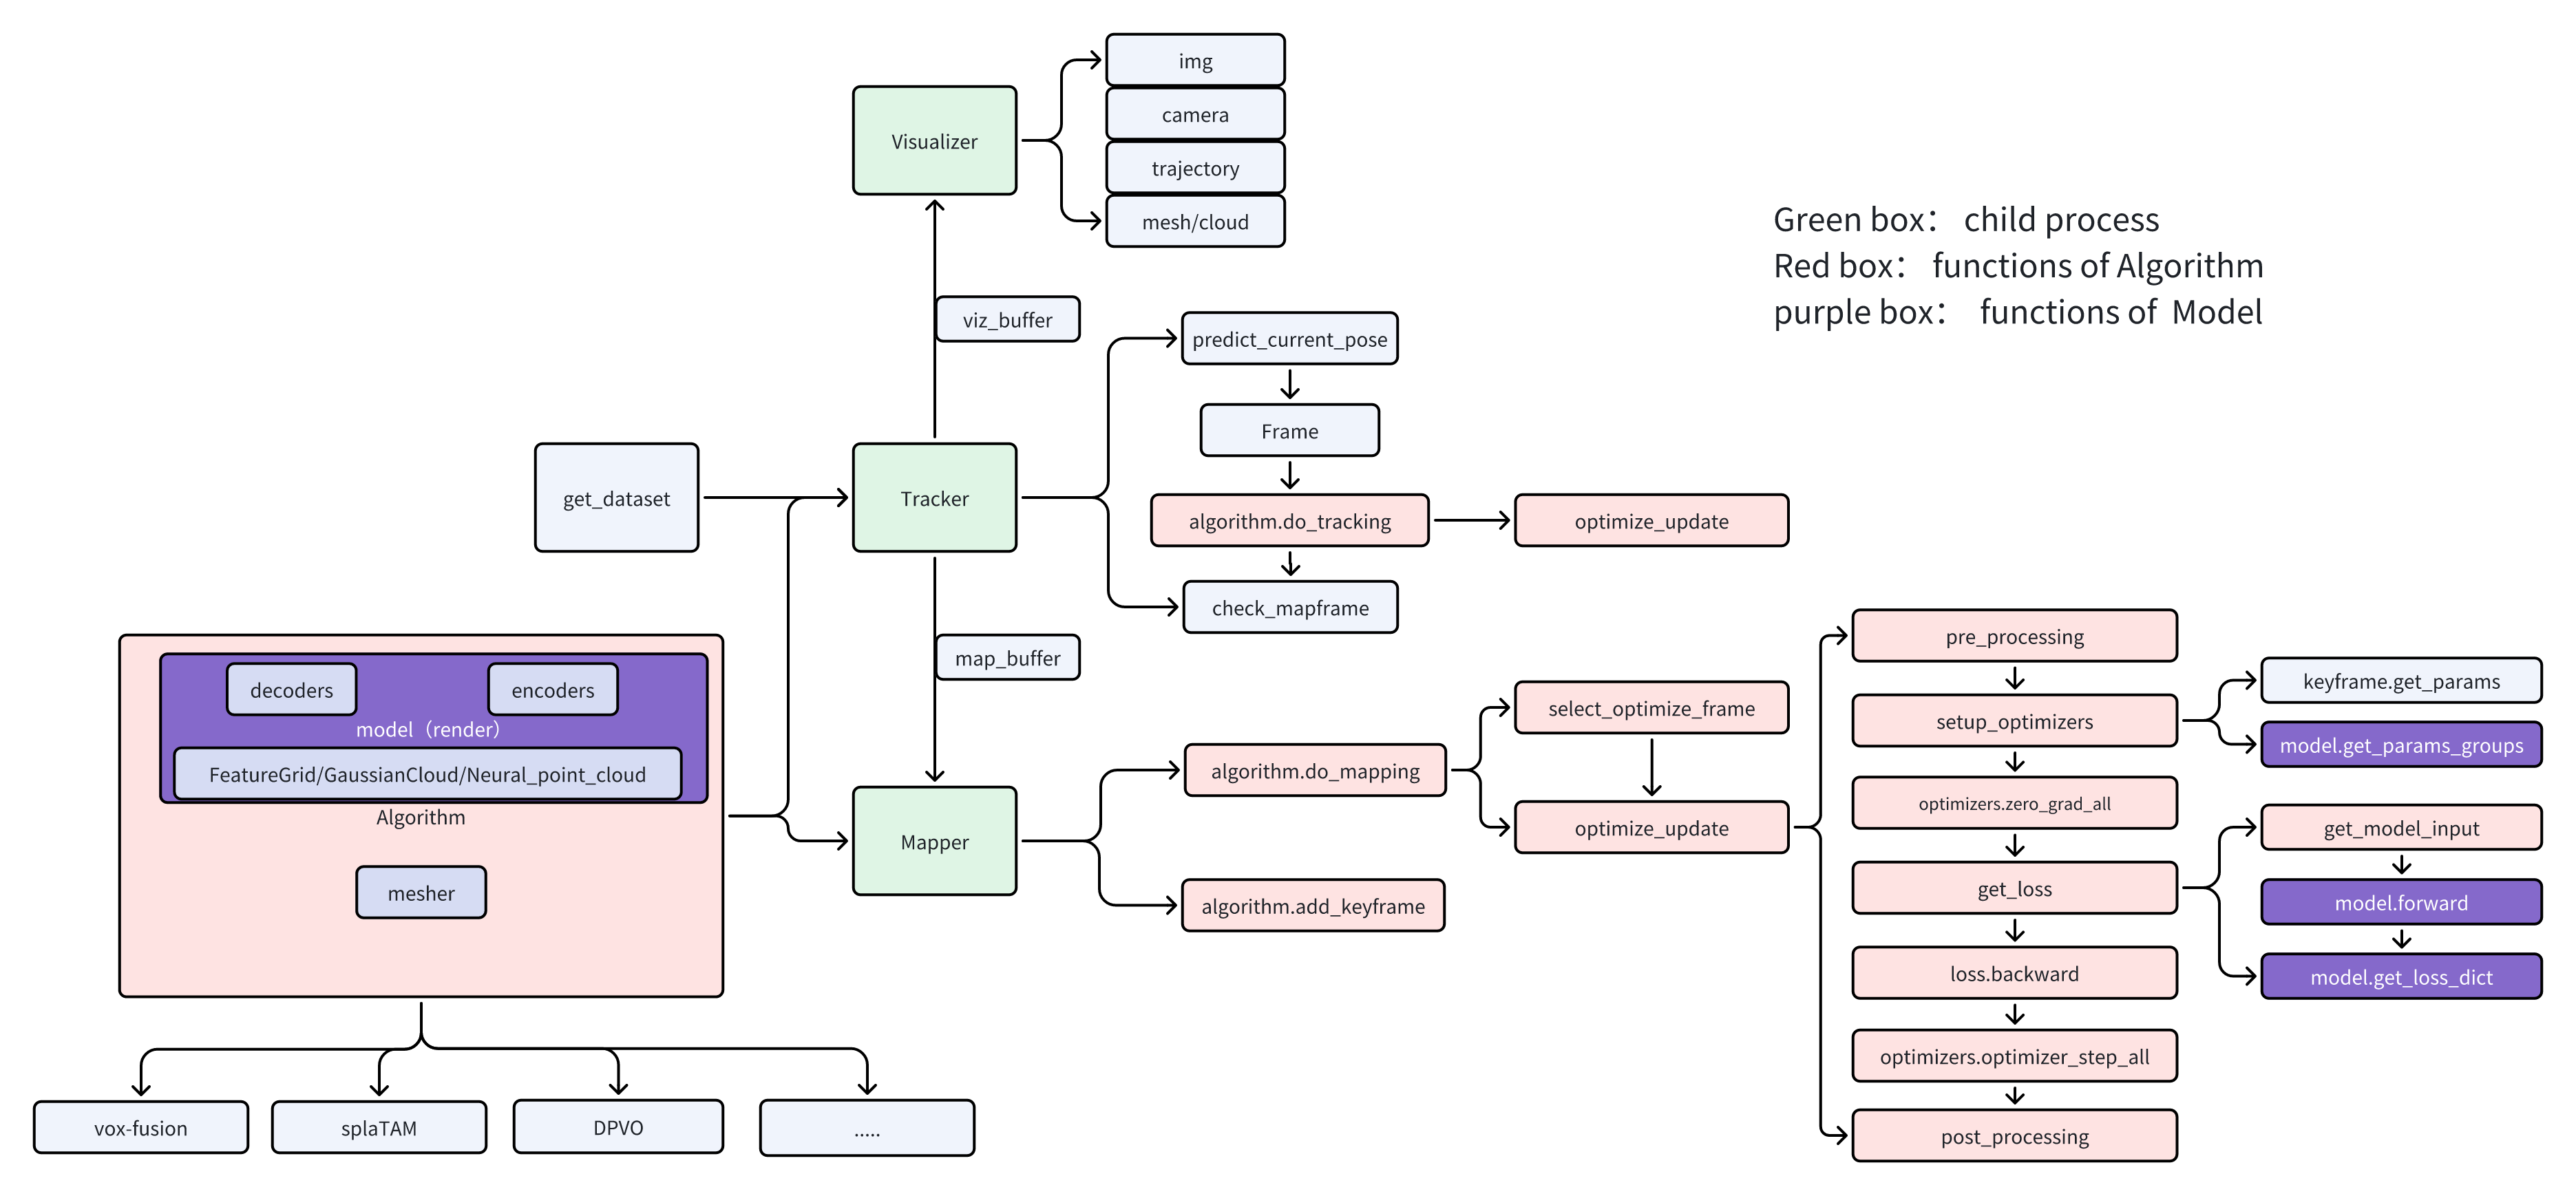 img
camera
trajectory
mesh/cloud
Visualizer
Green box： child process
Red box： functions of Algorithm
purple box： functions of Model
viz_buffer
predict_current_pose
Frame
get_dataset
Tracker
algorithm.do_tracking
optimize_update
check_mapframe
map_buffer
decoders
encoders
model（render）
FeatureGrid/GaussianCloud/Neural_point_cloud
Algorithm
mesher
Mapper
algorithm.do_mapping
algorithm.add_keyframe
select_optimize_frame
optimize_update
pre_processing
setup_optimizers
optimizers.zero_grad_all
get_loss
loss.backward
optimizers.optimizer_step_all
post_processing
keyframe.get_params
model.get_params_groups
get_model_input
model.forward
model.get_loss_dict
vox-fusion
splaTAM
DPVO
.....